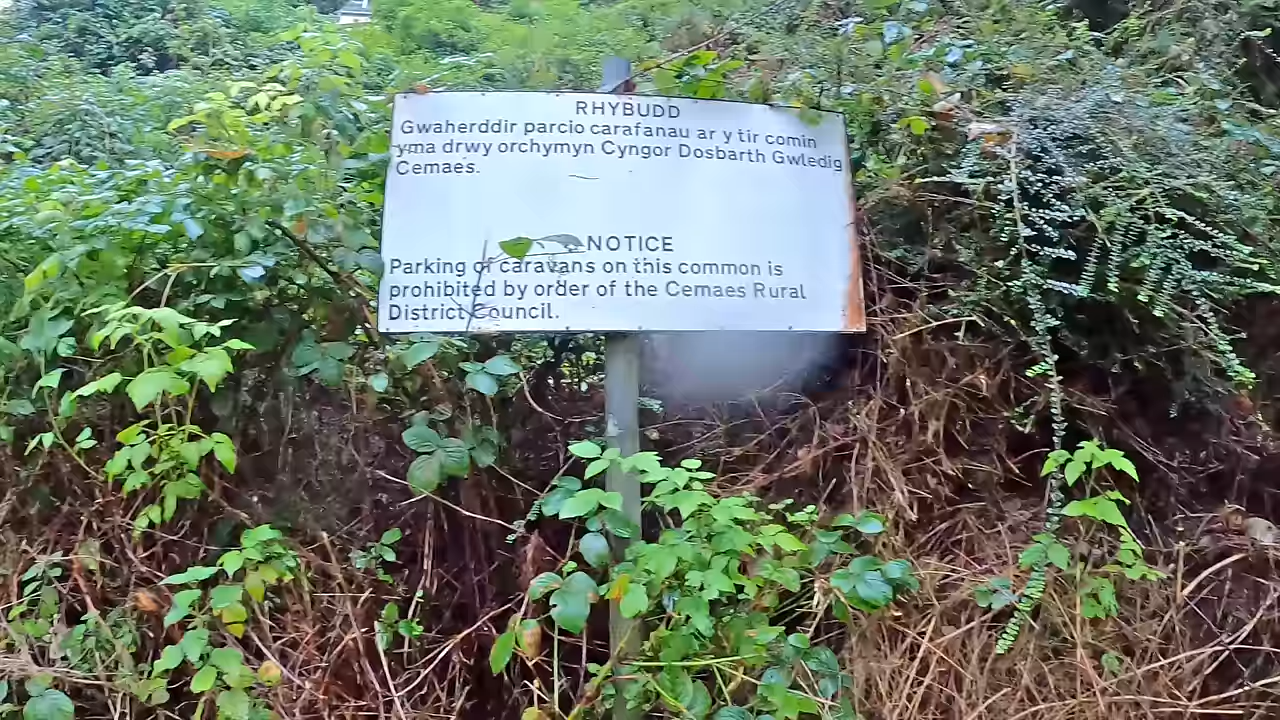 RHYBUDD
Gwaherddir parcio carafanau ar y tir comin
yma drwy orchymyn Cyngor Dosbarth Gwledig
Cemaes.
NOTICE
Parking of caravans on this common is
prohibited by order of the Cemaes Rural
District Council.